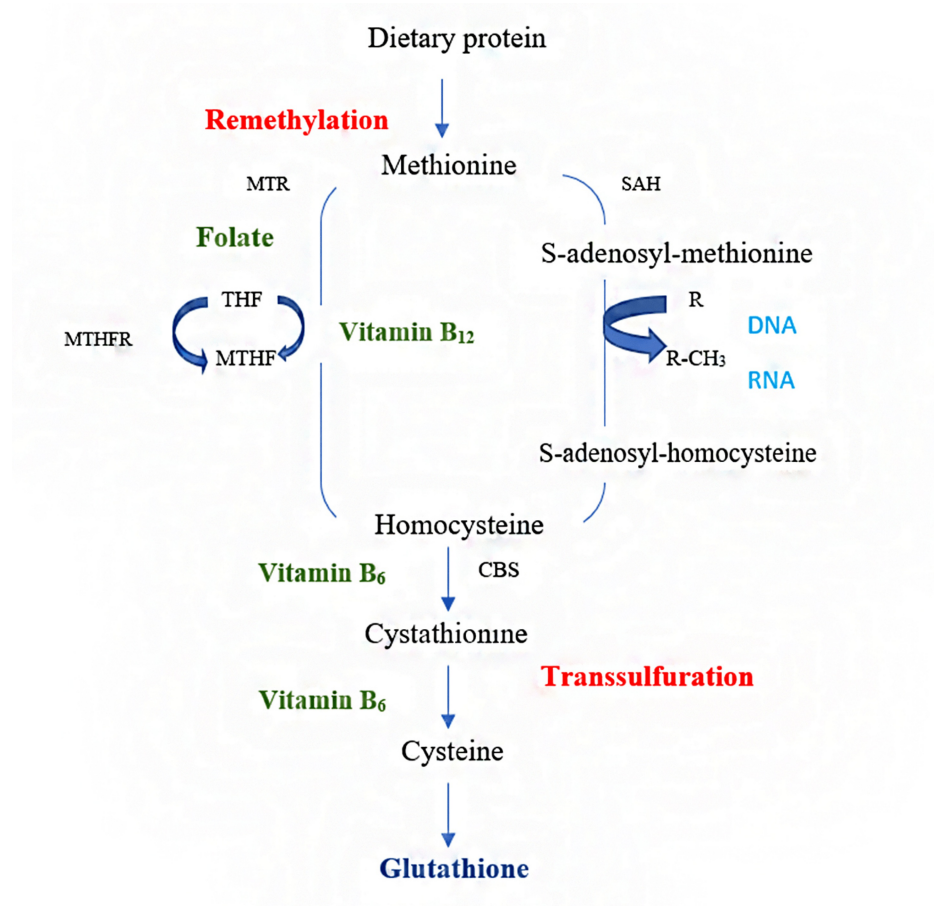 Dietary protein
Remethylation
Methionine
MTR
SAH
Folate
S-adenosyl-methionine
THF
R
MTHFR
Vitamin B₁₂
DNA
MTHF
R-CH₃
RNA
S-adenosyl-homocysteine
Homocysteine
Vitamin B₆
CBS
Cystathionine
Transsulfuration
Vitamin B₆
Cysteine
Glutathione